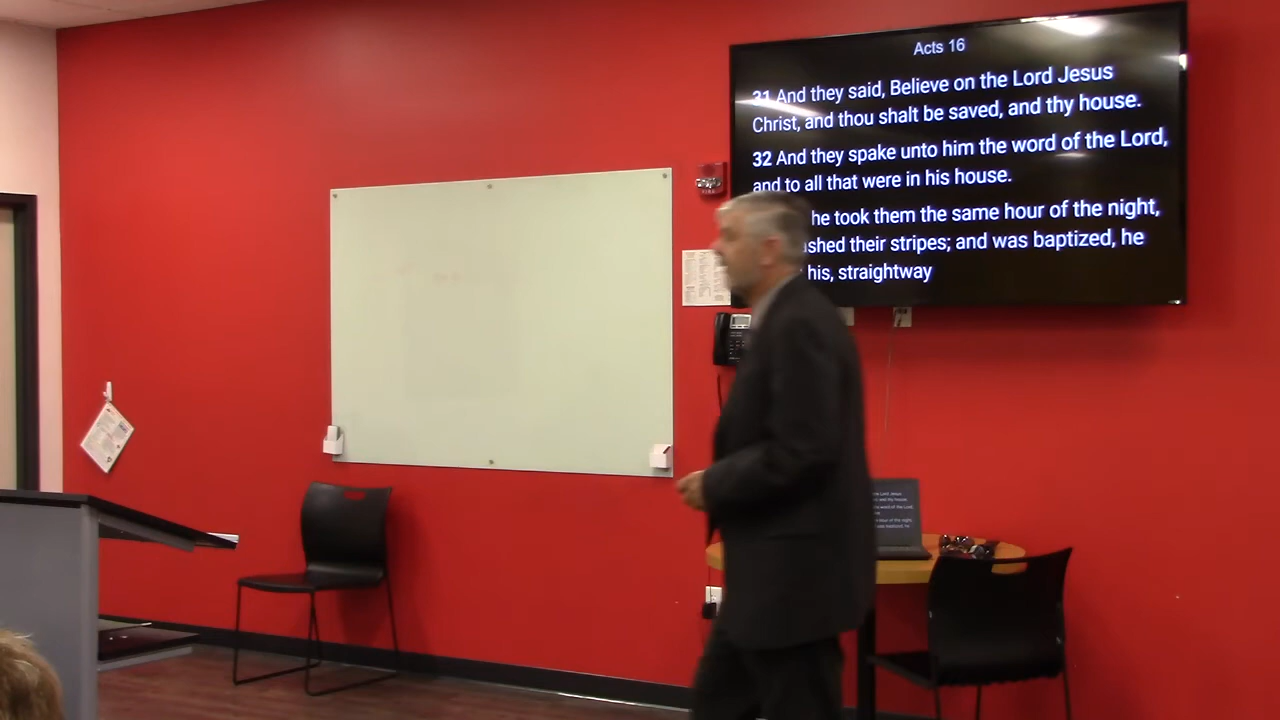 Acts 16
31 And they said, Believe on the Lord Jesus
Christ, and thou shalt be saved, and thy house.
32 And they spake unto him the word of the Lord,
and to all that were in his house.
he took them the same hour of the night,
ashed their stripes; and was baptized, he
his, straightway